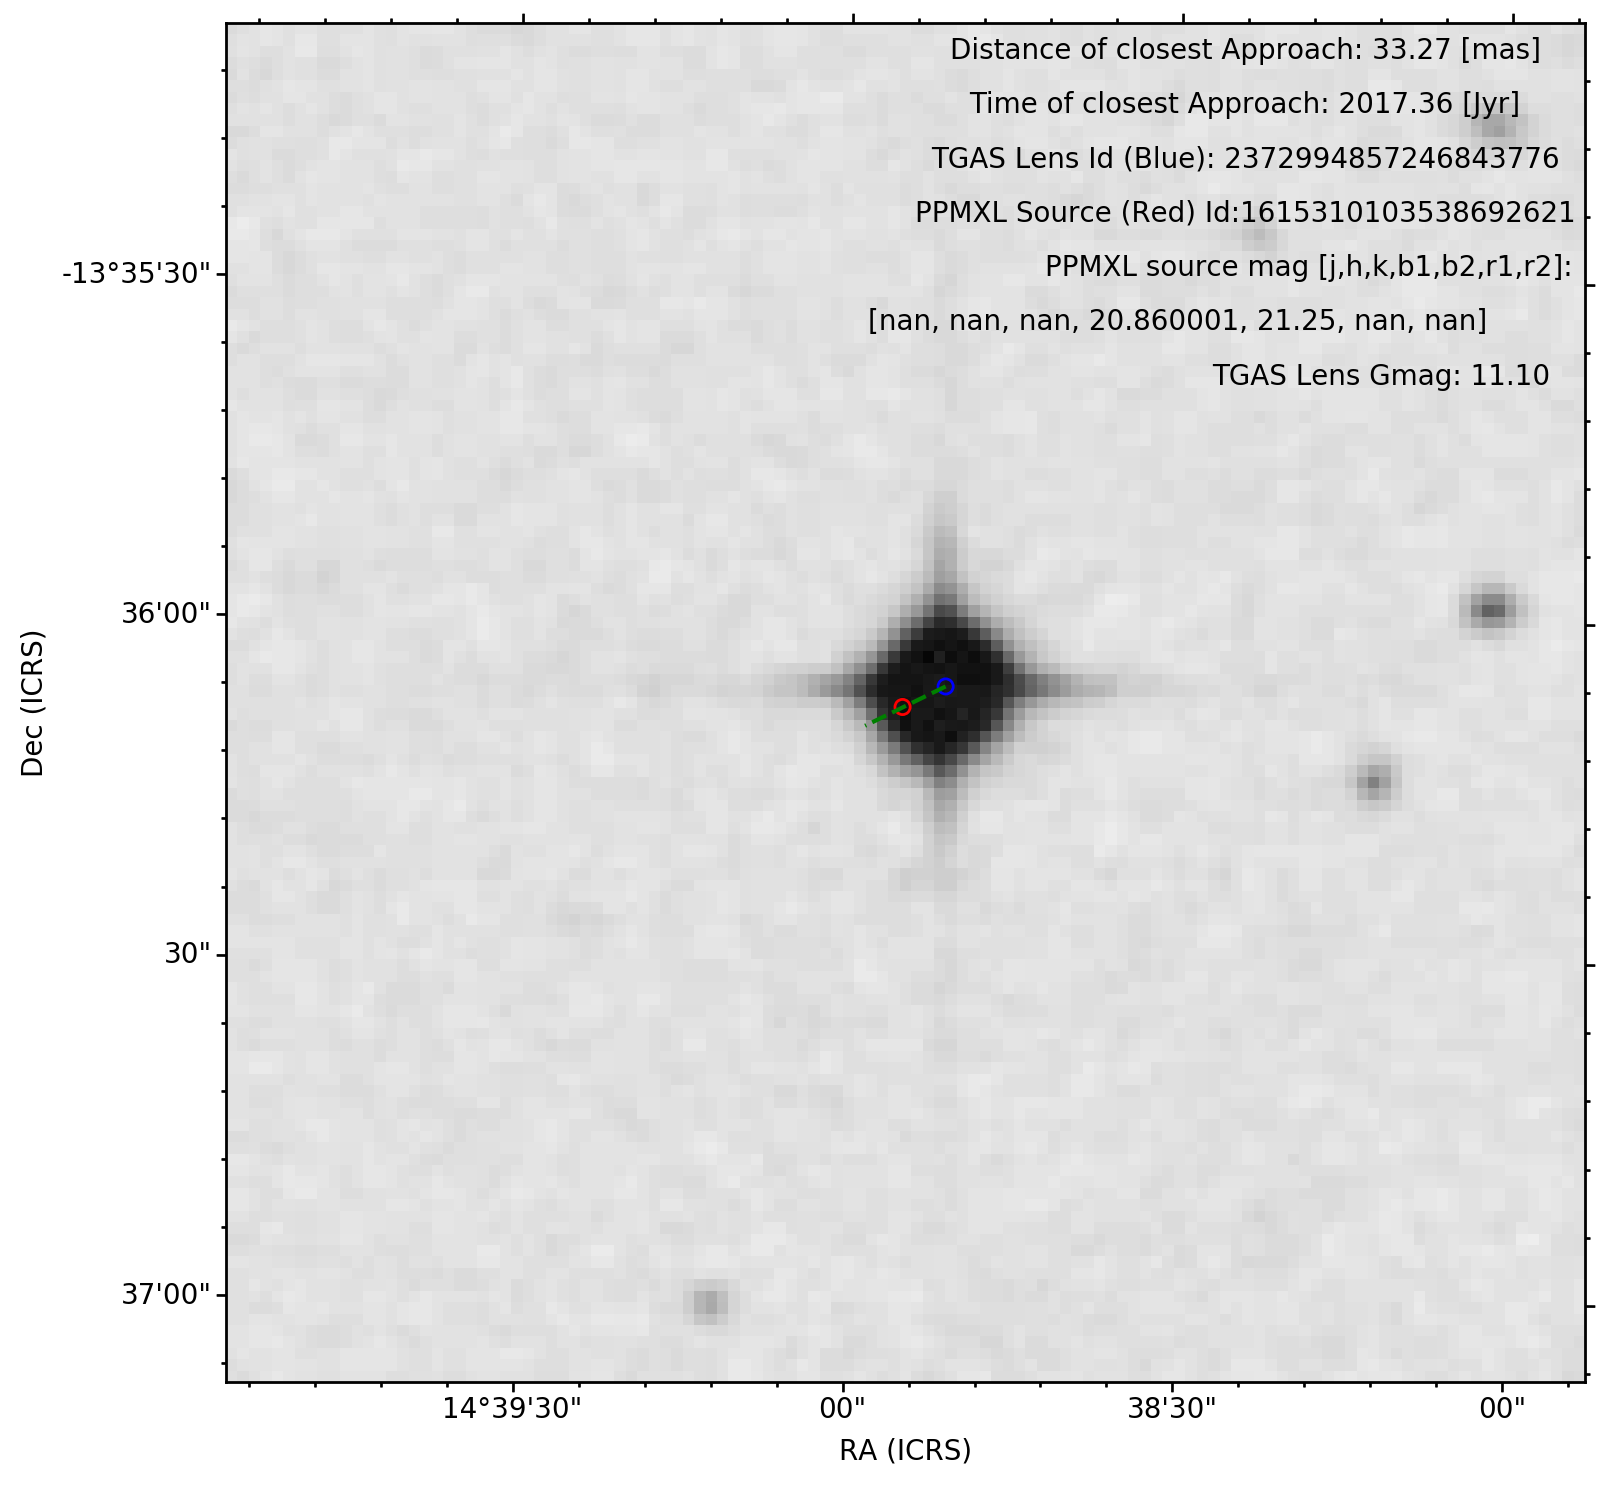 Distance of closest Approach: 33.27 [mas]
Time of closest Approach: 2017.36 [Jyr]
TGAS Lens Id (Blue): 2372994857246843776
PPMXL Source (Red) Id:1615310103538692621
PPMXL source mag [j,h,k,b1,b2,r1,r2]:
[nan, nan, nan, 20.860001, 21.25, nan, nan]
TGAS Lens Gmag: 11.10
-13°35'30"
36'00"
30"
37'00"
Dec (ICRS)
14°39'30"
00"
38'30"
00"
RA (ICRS)